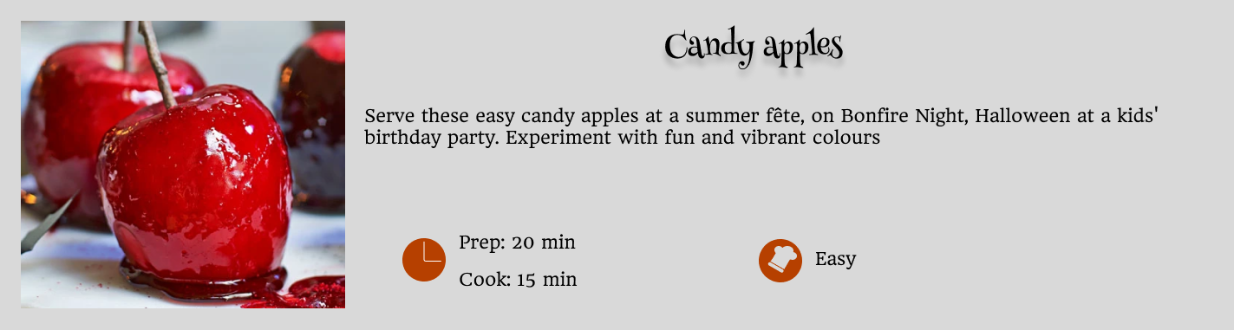 Candy apples
Serve these easy candy apples at a summer fête, on Bonfire Night, Halloween at a kids'
birthday party. Experiment with fun and vibrant colours
Prep: 20 min
Cook: 15 min
Easy